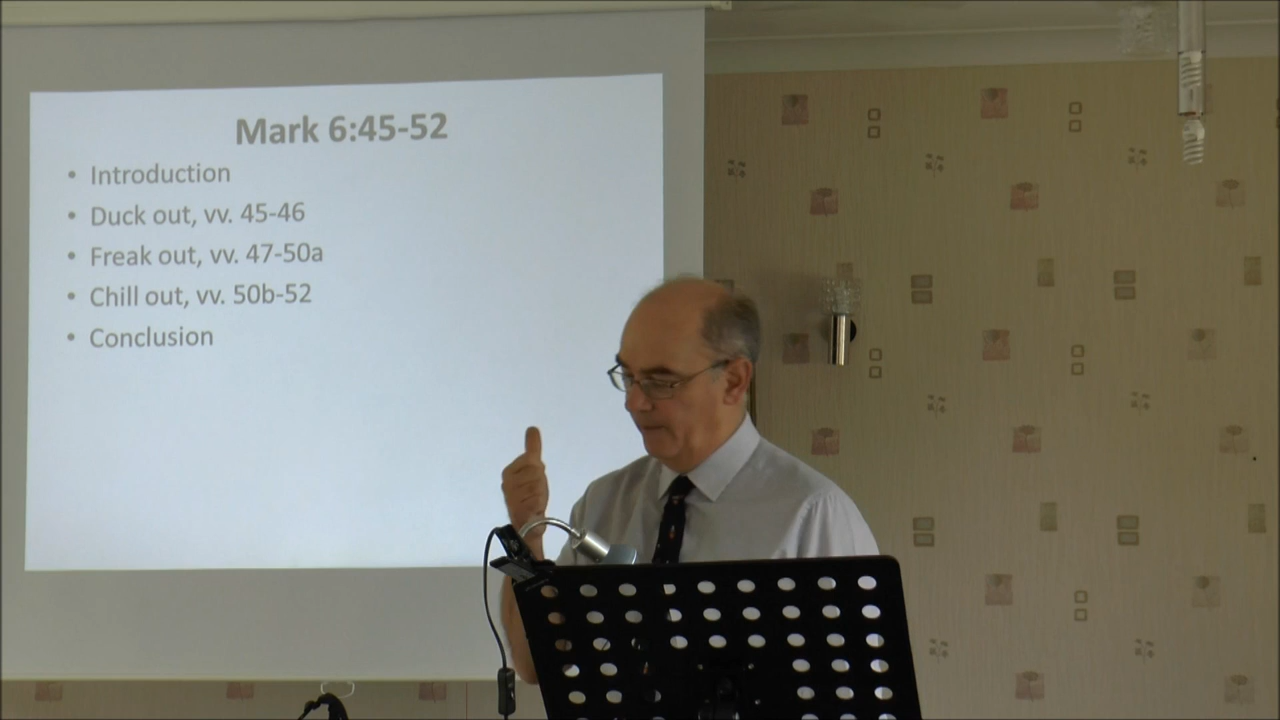 Mark 6:45-52
• Introduction
• Duck out, vv. 45-46
• Freak out, vv. 47-50a
• Chill out, vv. 50b-52
• Conclusion